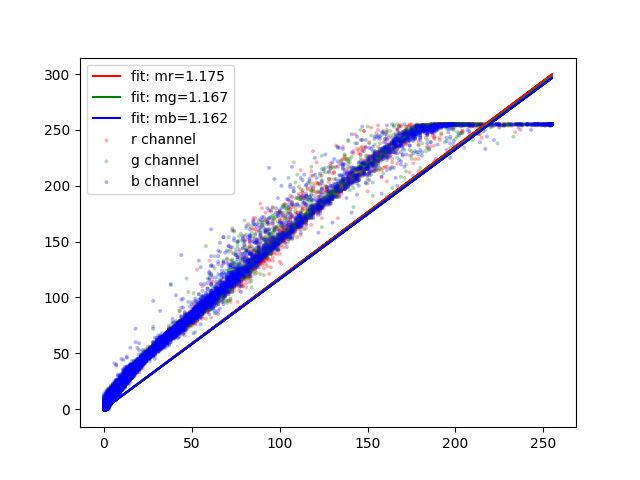 fit: mr=1.175
fit: mg=1.167
fit: mb=1.162
r channel
g channel
b channel
300
250
200
150
100
50
0
0 50 100 150 200 250